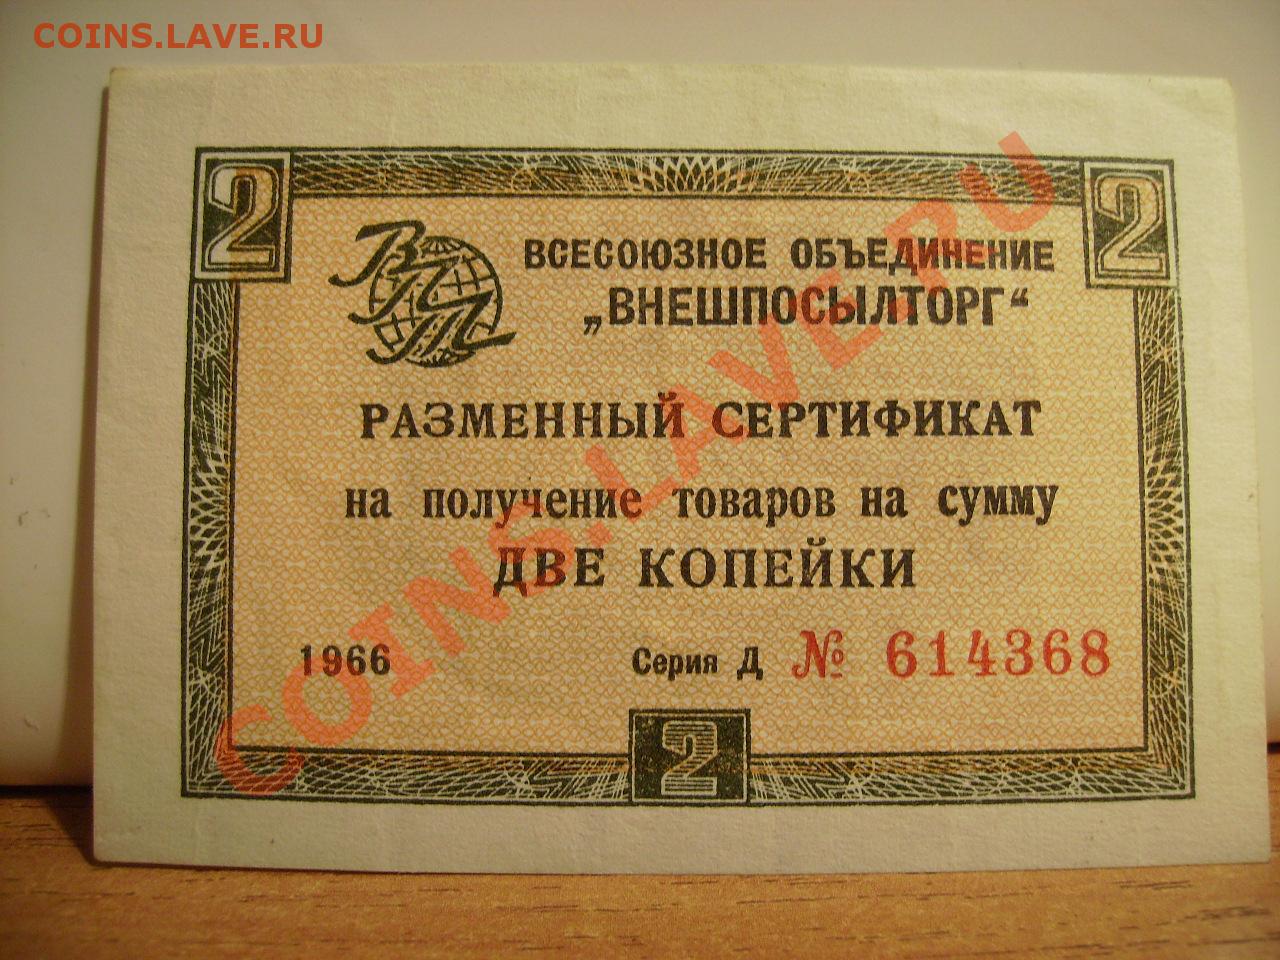 COINS.LAVE.RU
2 2
ВПТ
ВСЕСОЮЗНОЕ ОБЪЕДИНЕНИЕ
„ВНЕШПОСЫЛТОРГ“
РАЗМЕННЫЙ СЕРТИФИКАТ
на получение товаров на сумму
ДВЕ КОПЕЙКИ
1966 Серия Д № 614368
2
COINS.LAVE.RU